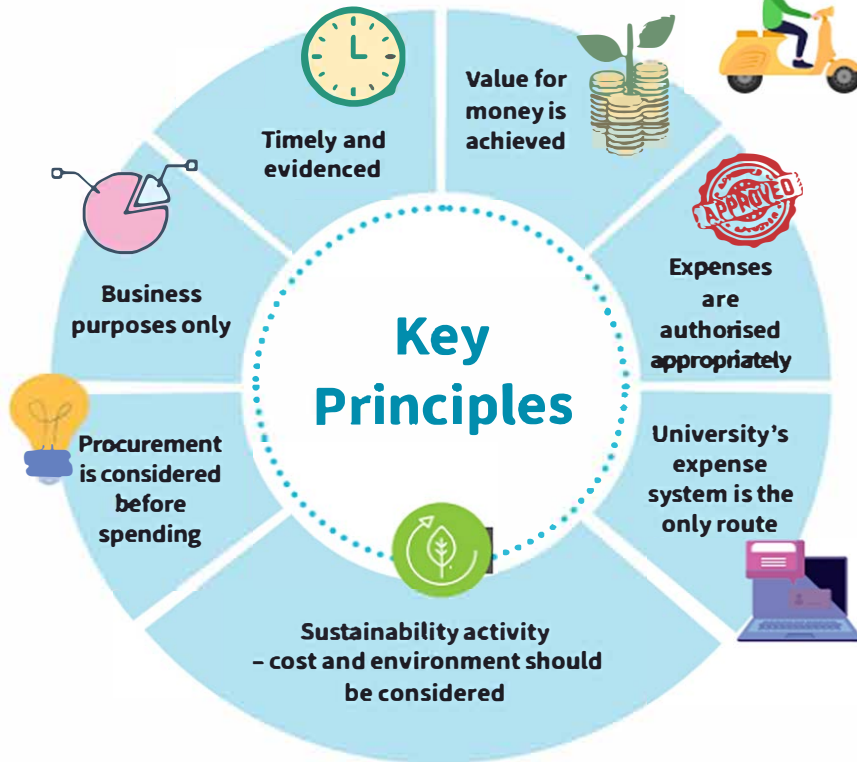 Key
Principles
Value for
money is
achieved
APPROVED
Expenses
are
authorised
appropriately
University's
expense
system is the
only route
Sustainability activity
– cost and environment should
be considered
Procurement
is considered
before
spending
Business
purposes only
Timely and
evidenced